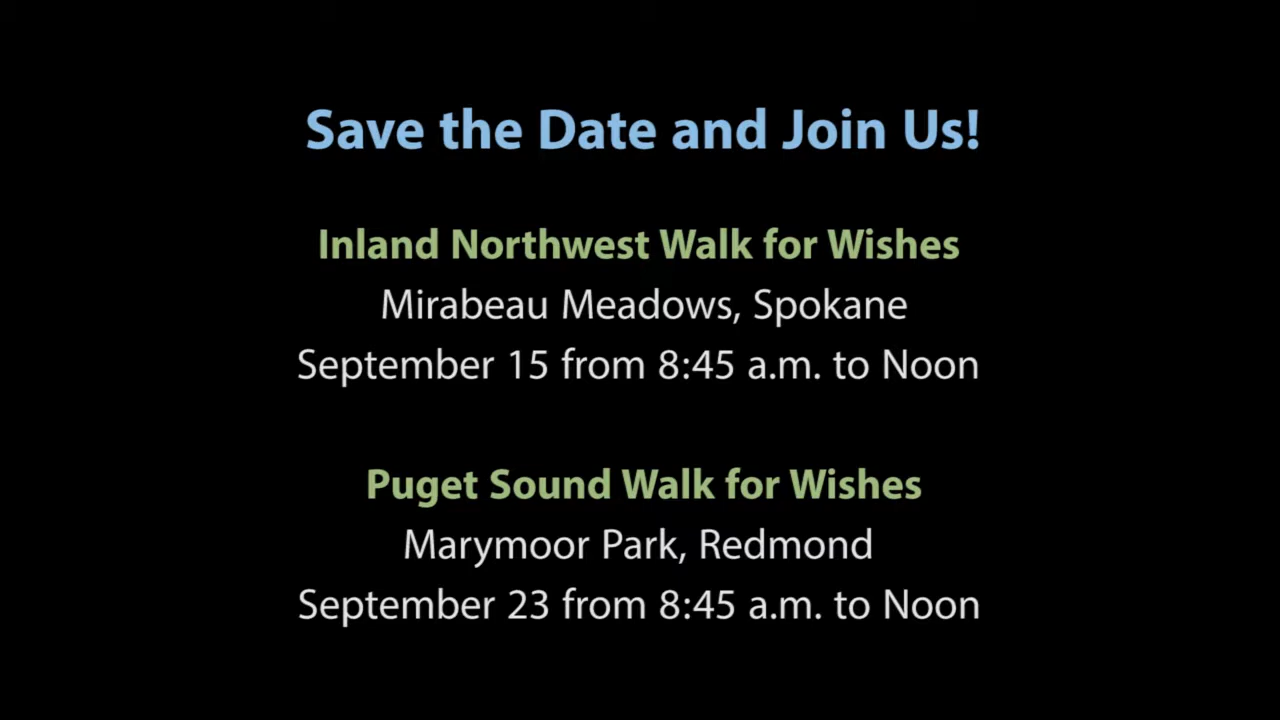 Save the Date and Join Us!
Inland Northwest Walk for Wishes
Mirabeau Meadows, Spokane
September 15 from 8:45 a.m. to Noon
Puget Sound Walk for Wishes
Marymoor Park, Redmond
September 23 from 8:45 a.m. to Noon